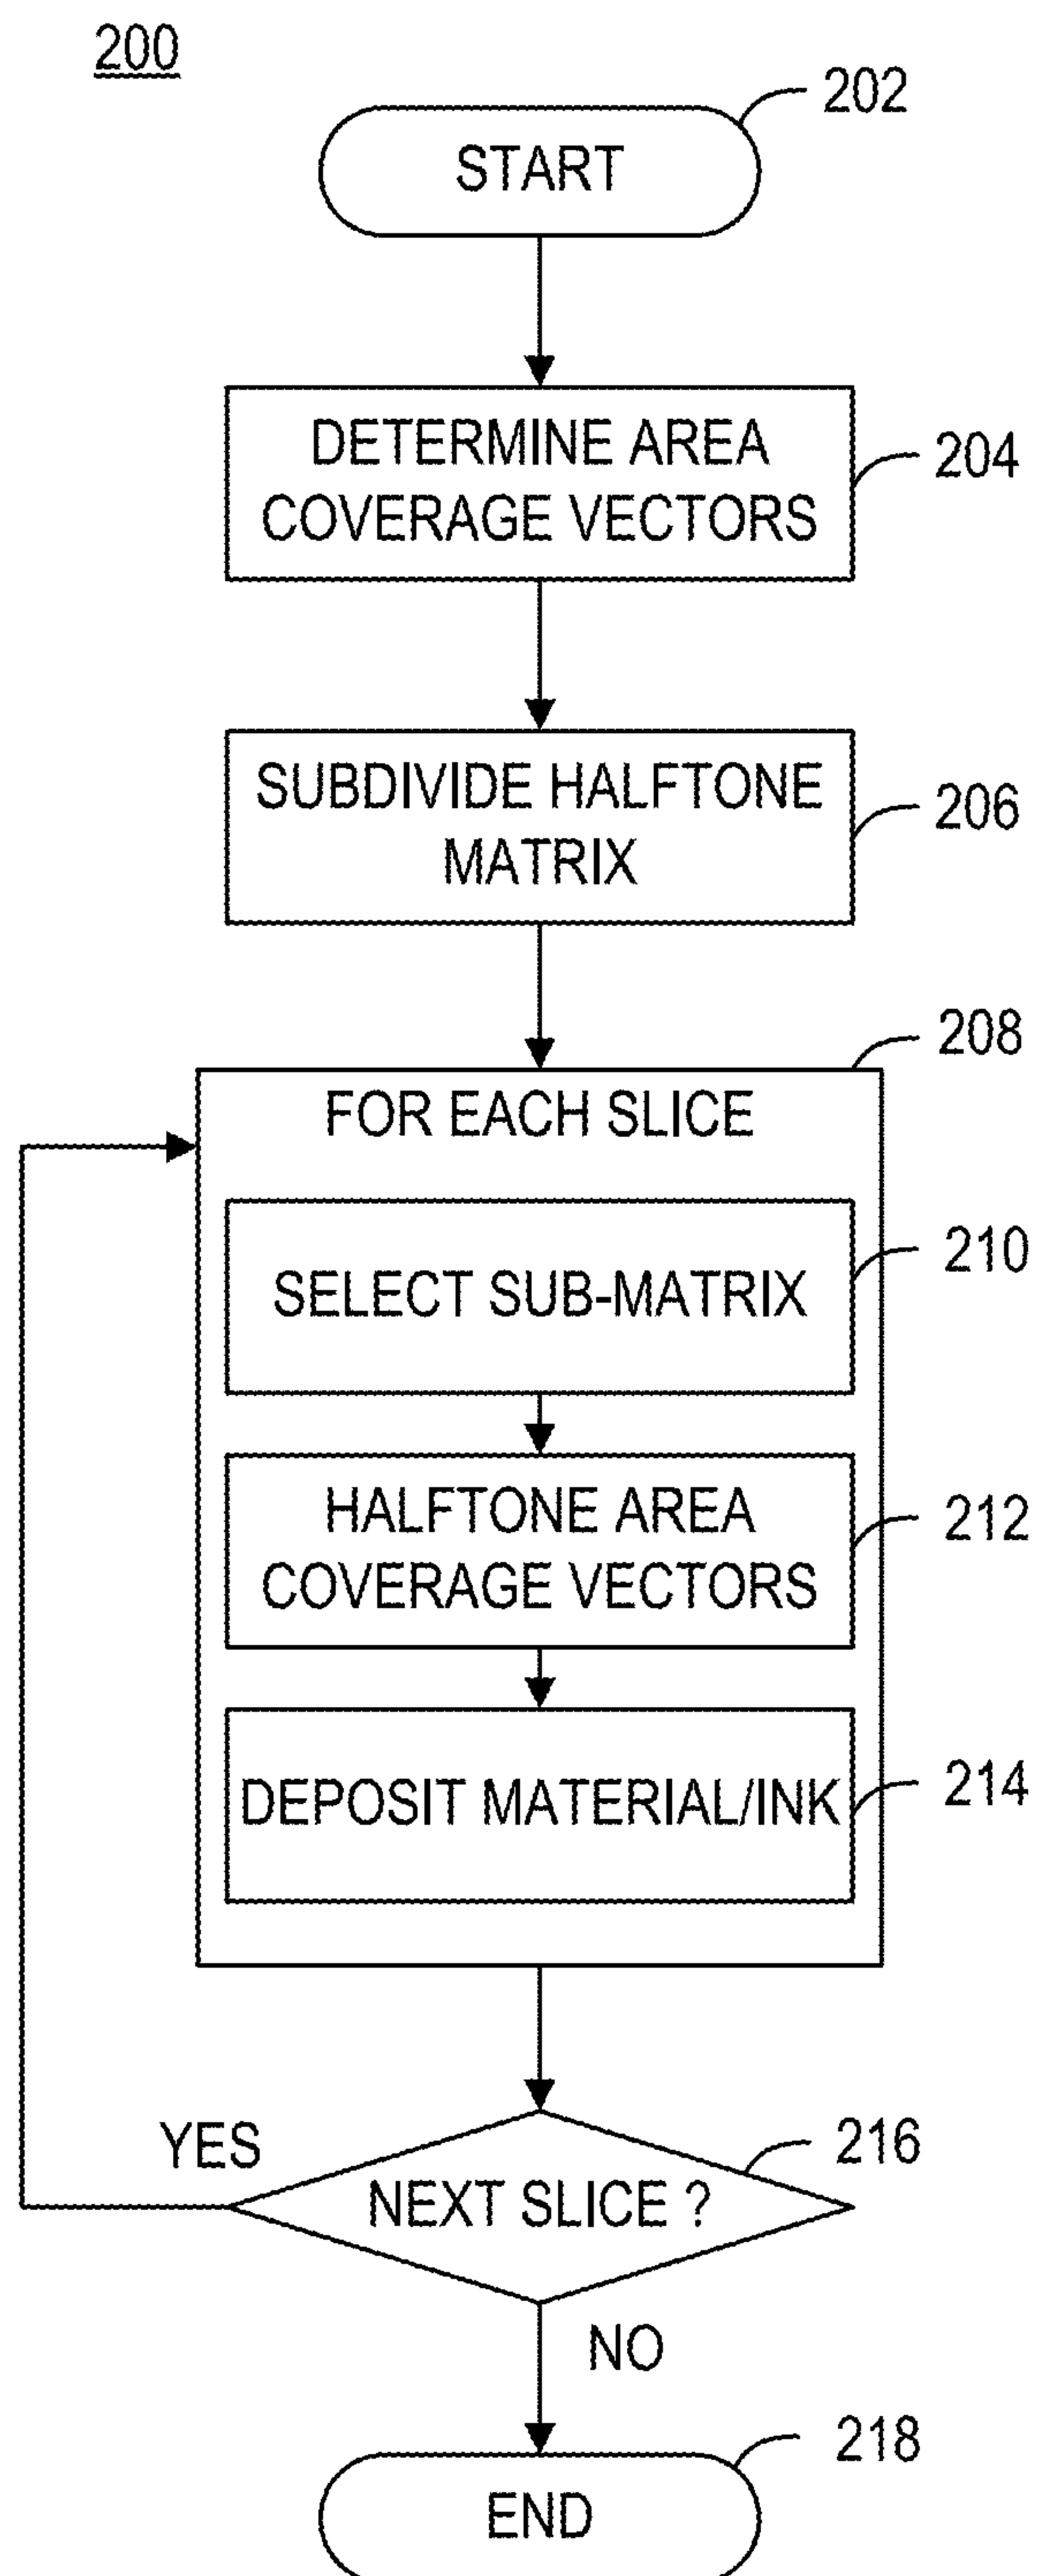 200
202
START
DETERMINE AREA
COVERAGE VECTORS
204
SUBDIVIDE HALFTONE
MATRIX
206
208
FOR EACH SLICE
SELECT SUB-MATRIX
210
HALFTONE AREA
COVERAGE VECTORS
212
DEPOSIT MATERIAL/INK
214
YES
NEXT SLICE ?
216
NO
218
END